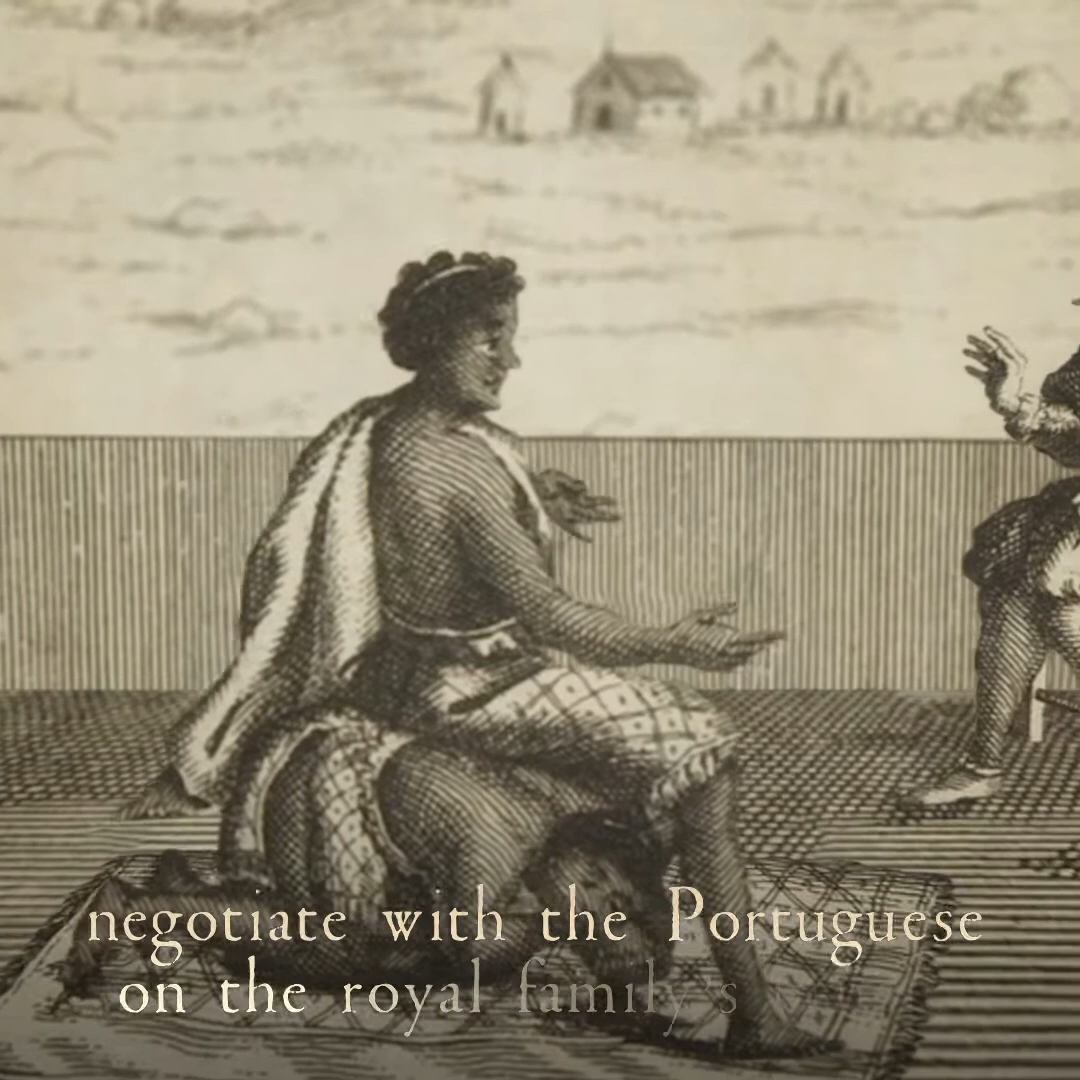 negotiate with the Portuguese
on the royal family's